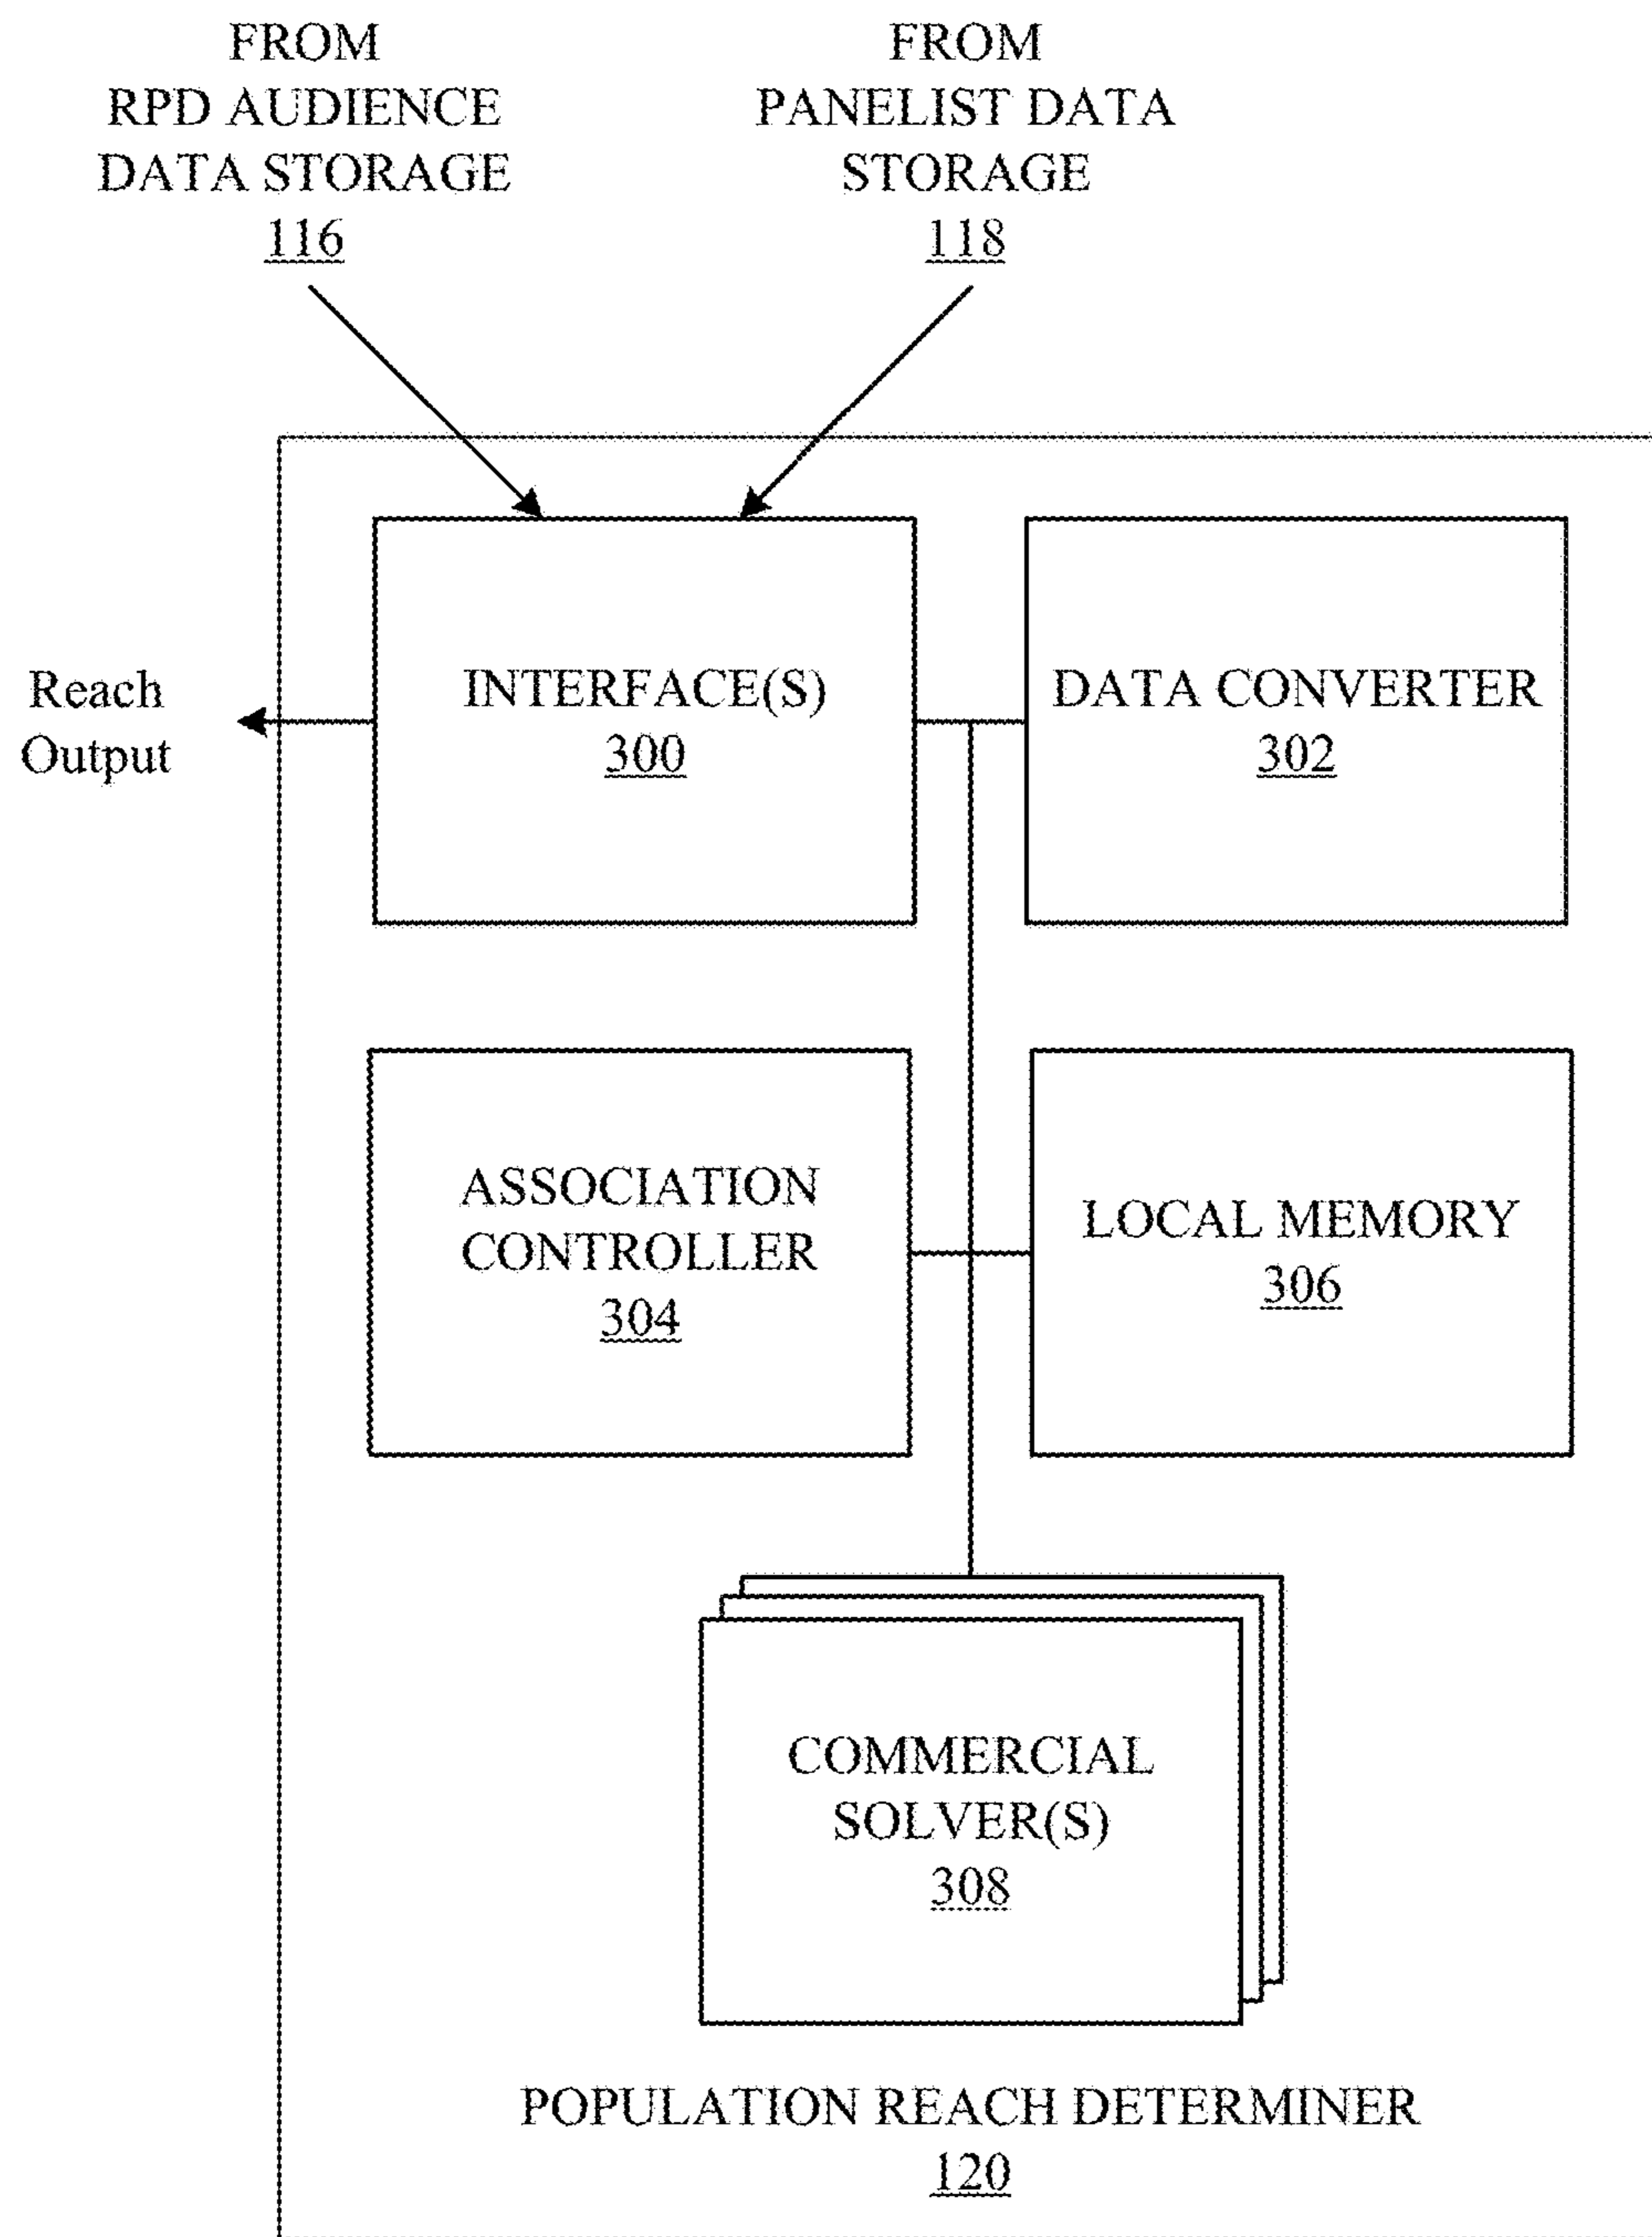 FROM
RPD AUDIENCE
DATA STORAGE
116
FROM
PANELIST DATA
STORAGE
118
Reach
Output
INTERFACE(S)
300
DATA CONVERTER
302
ASSOCIATION
CONTROLLER
304
LOCAL MEMORY
306
COMMERCIAL
SOLVER(S)
308
POPULATION REACH DETERMINER
120